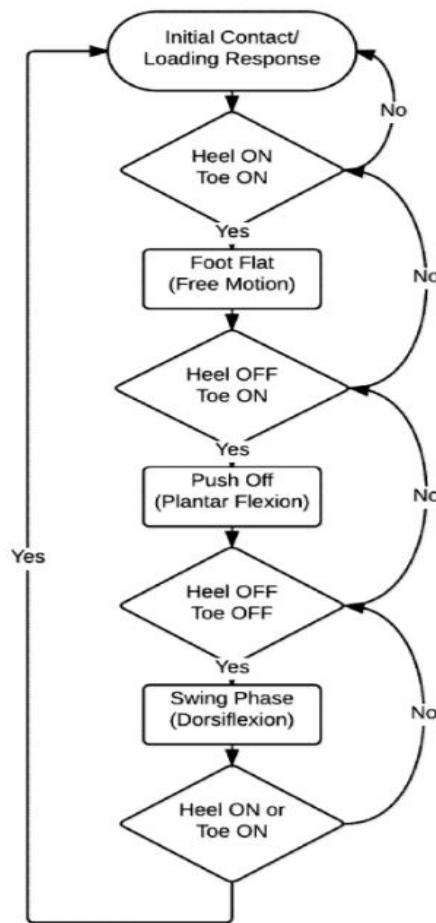 Initial Contact/
Loading Response
No
Heel ON
Toe ON
Yes
Foot Flat
(Free Motion)
No
Heel OFF
Toe ON
Yes
Push Off
(Plantar Flexion)
No
Yes
Heel OFF
Toe OFF
Yes
Swing Phase
(Dorsiflexion)
No
Heel ON or
Toe ON